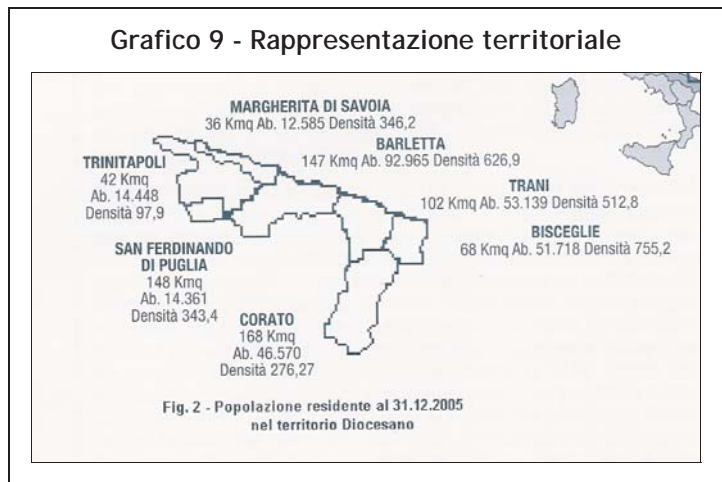 Grafico 9 - Rappresentazione territoriale
MARGHERITA DI SAVOIA
36 Kmq Ab. 12.585 Densità 346,2
BARLETTA
147 Kmq Ab. 92.965 Densità 626,9
TRINITAPOLI
42 Kmq
Ab. 14.448
Densità 97,9
TRANI
102 Kmq Ab. 53.139 Densità 512,8
BISCEGLIE
68 Kmq Ab. 51.718 Densità 755,2
SAN FERDINANDO
DI PUGLIA
148 Kmq
Ab. 14.361
Densità 343,4
CORATO
168 Kmq
Ab. 46.570
Densità 276,27
Fig. 2 - Popolazione residente al 31.12.2005
nel territorio Diocesano